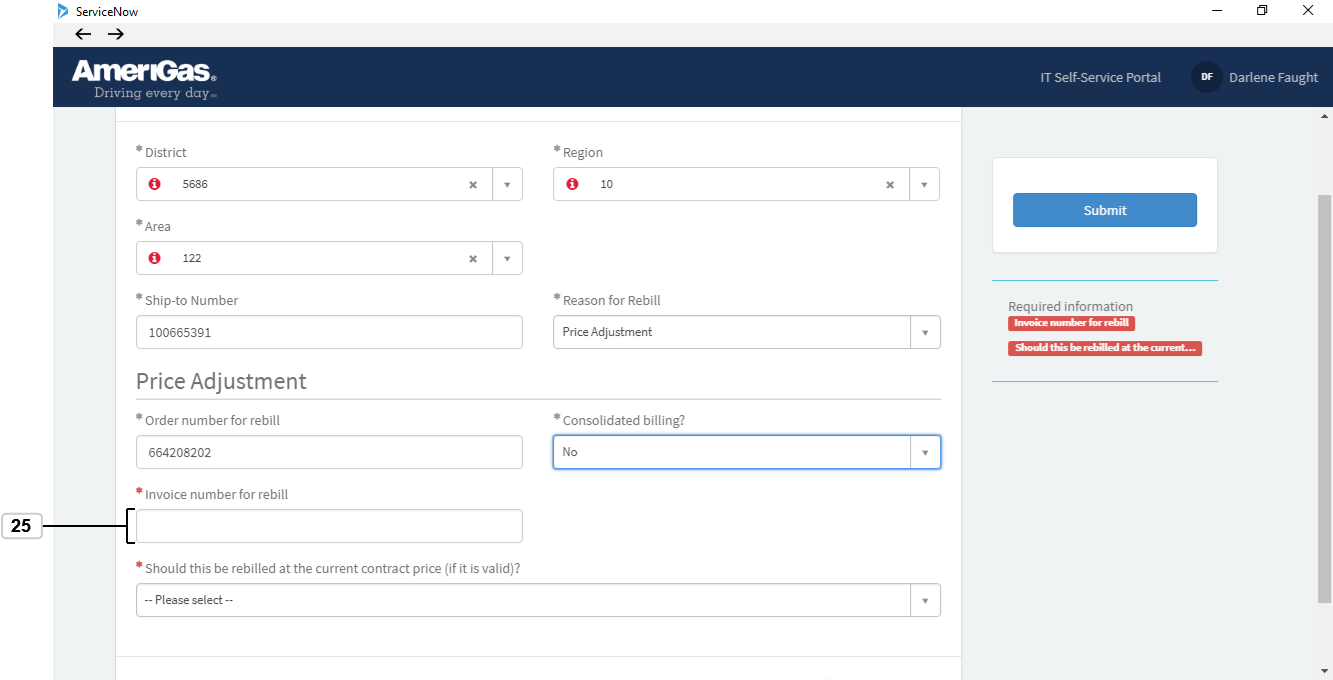 ServiceNow
AmeriGas®
Driving every day℠
IT Self-Service Portal
DF
Darlene Faught
* District
* Region
5686
10
* Area
122
* Ship-to Number
* Reason for Rebill
100665391
Price Adjustment
Price Adjustment
* Order number for rebill
* Consolidated billing?
664208202
No
* Invoice number for rebill
25
* Should this be rebilled at the current contract price (if it is valid)?
-- Please select --
Submit
Required information
Invoice number for rebill
Should this be rebilled at the current...